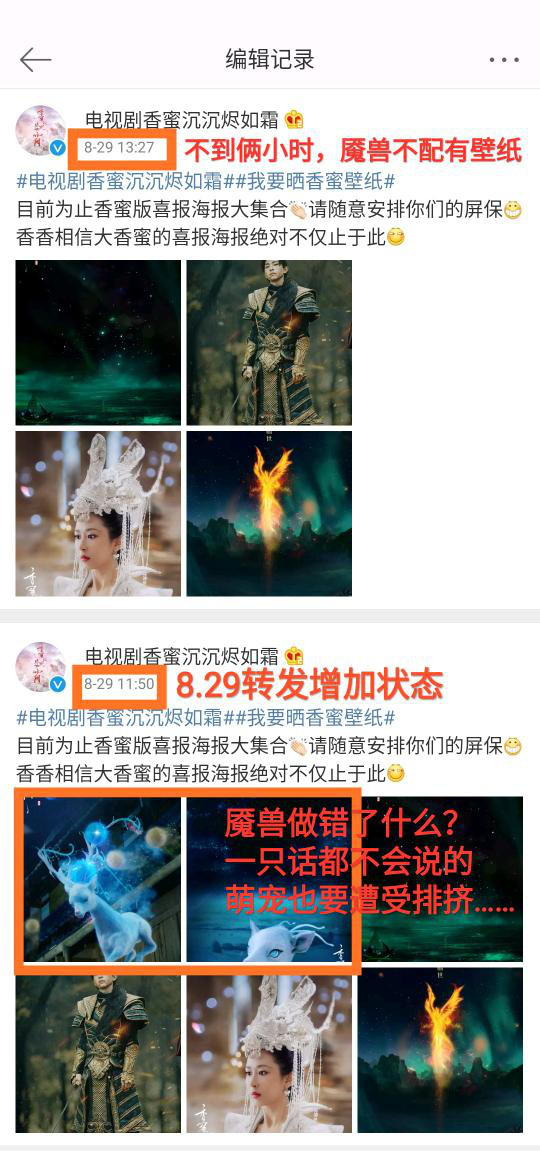 编辑记录
电视剧香蜜沉沉烬如霜
8-29 13:27
不到俩小时，魇兽不配有壁纸
#电视剧香蜜沉沉烬如霜##我要晒香蜜壁纸#
目前为止香蜜版喜报海报大集合👏请随意安排你们的屏保😁
香香相信大香蜜的喜报海报绝对不仅止于此😉
香蜜
电视剧香蜜沉沉烬如霜
8-29 11:50
8.29转发增加状态
#电视剧香蜜沉沉烬如霜##我要晒香蜜壁纸#
目前为止香蜜版喜报海报大集合👏请随意安排你们的屏保😁
香香相信大香蜜的喜报海报绝对不仅止于此😉
魇兽做错了什么？
一只话都不会说的
萌宠也要遭受排挤……
香蜜